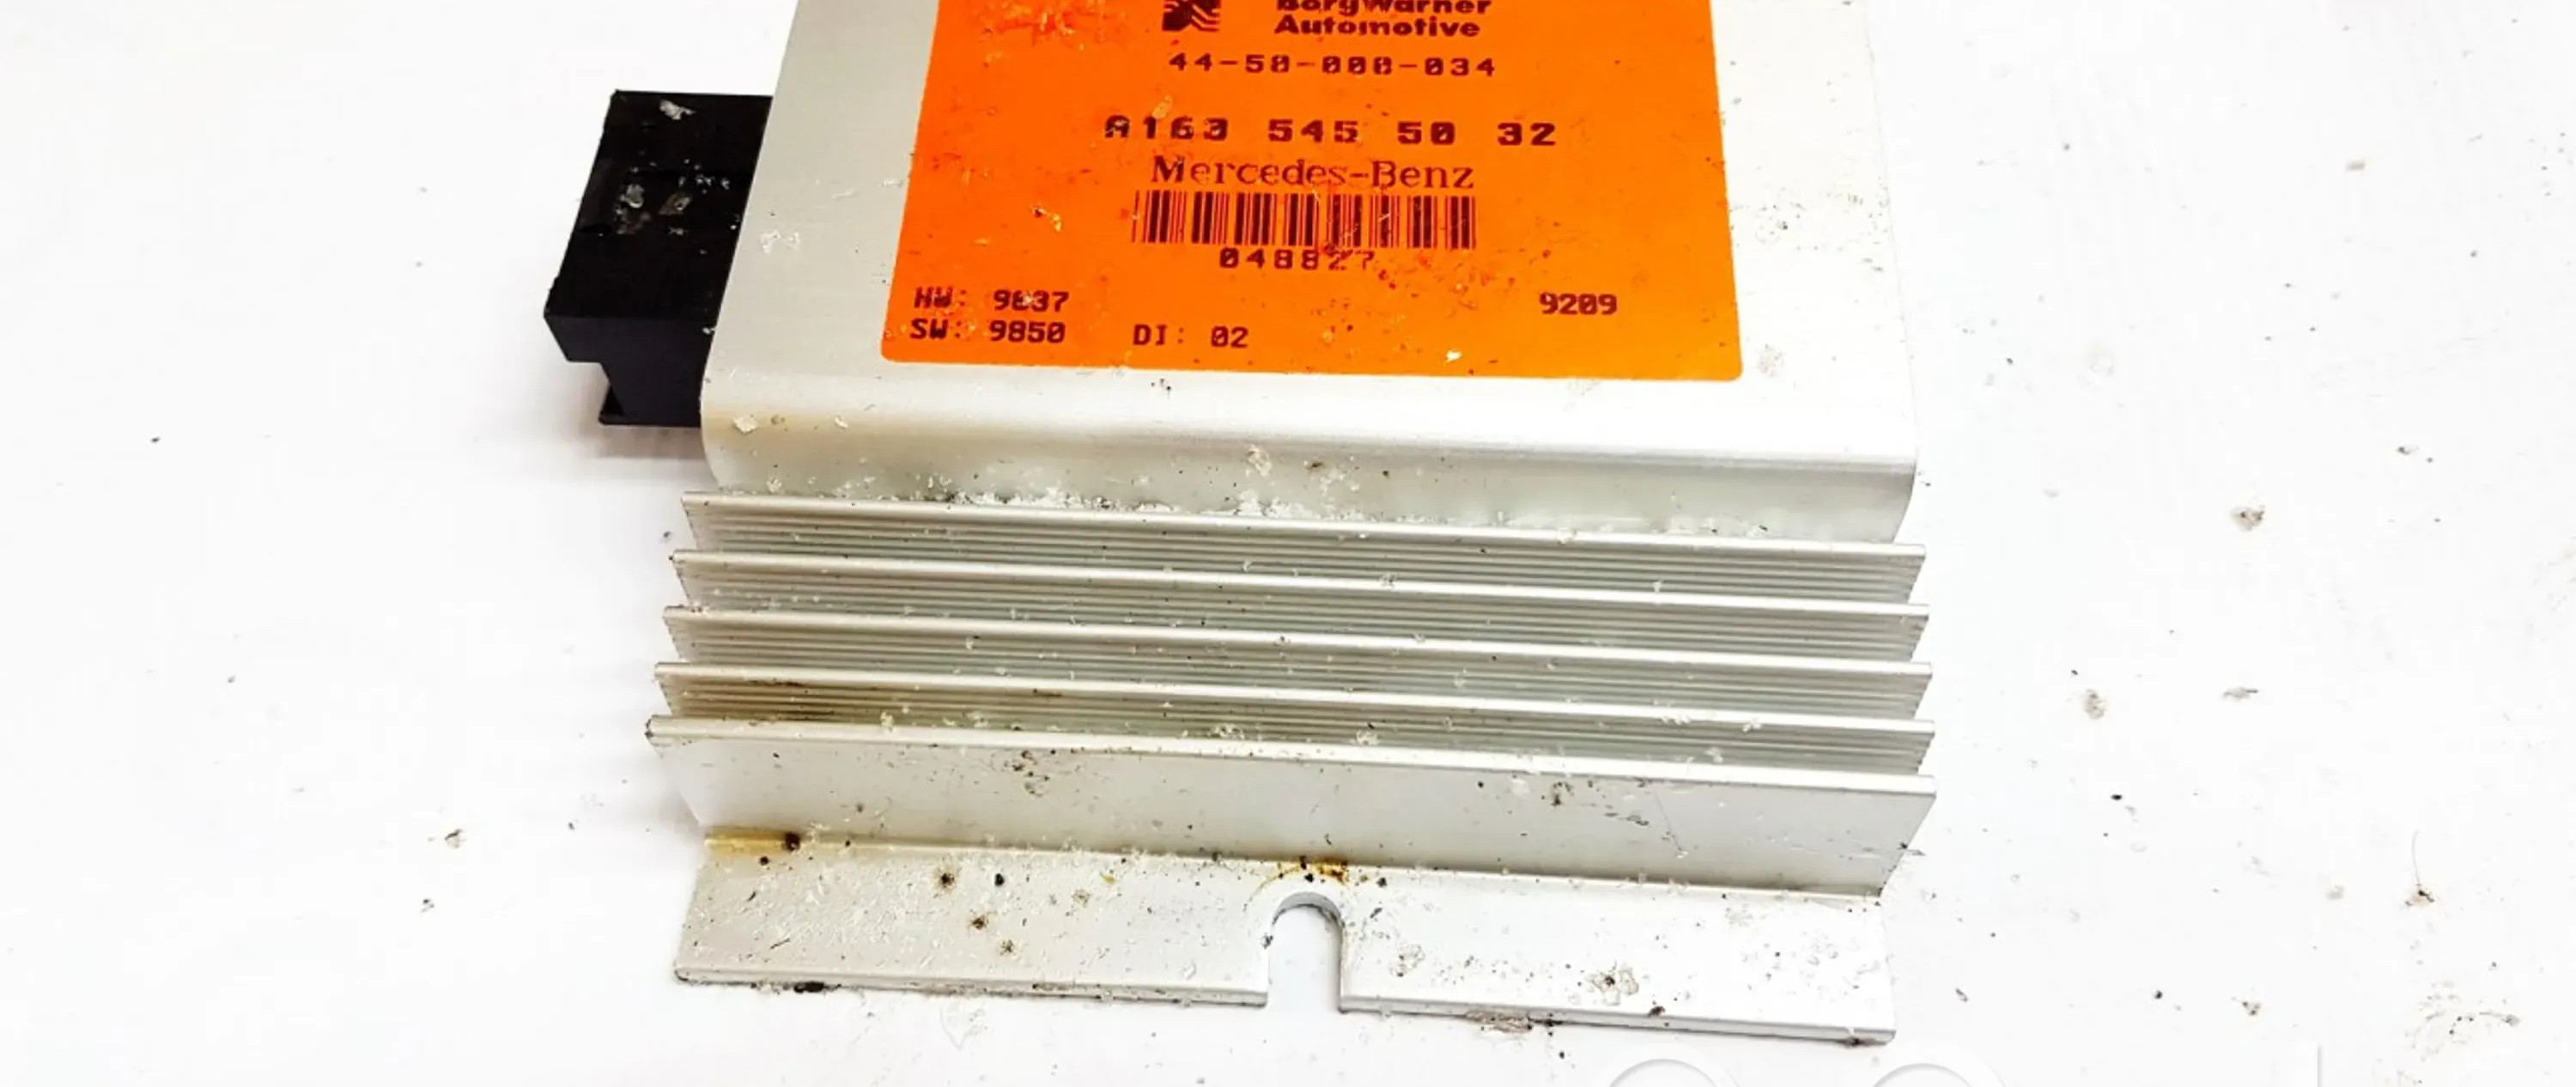 BorgWarner
Automotive
44-50-000-034
A163 545 50 32
Mercedes-Benz
048827
HW: 9837 9209
SW: 9850 DI: 02